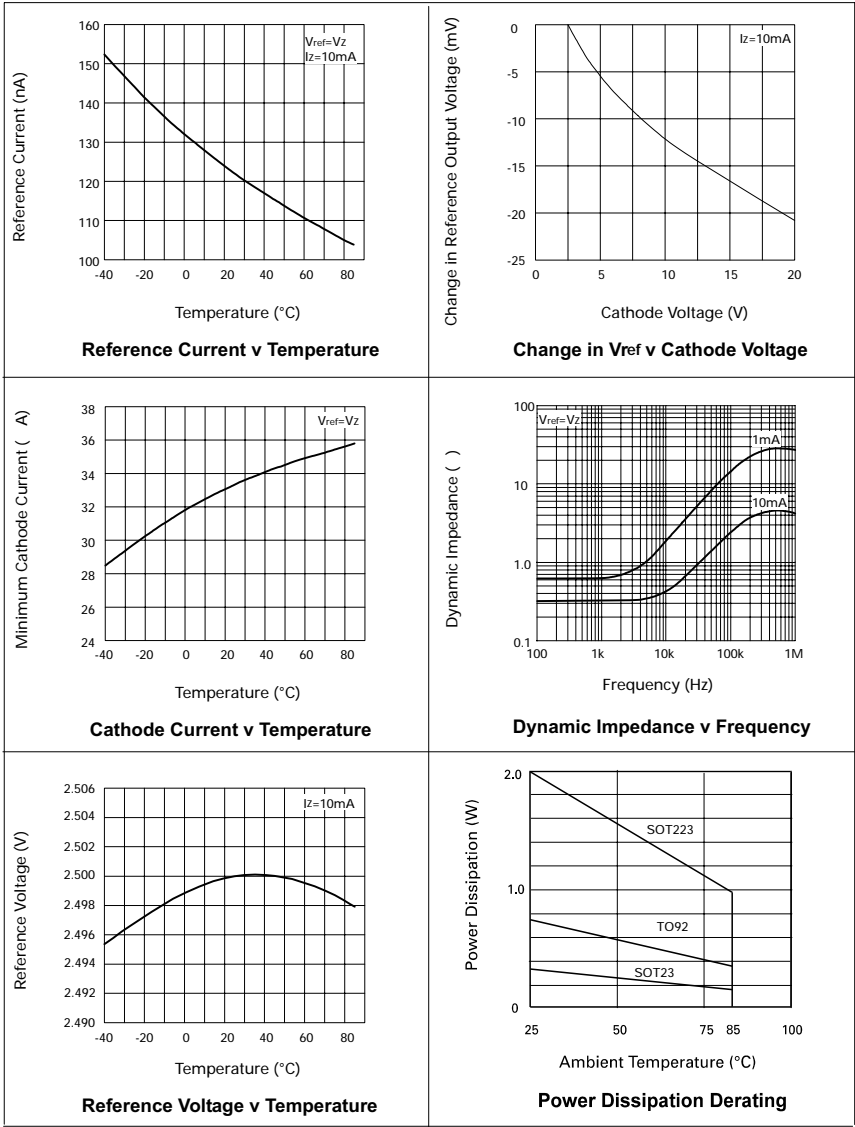 160
150
140
130
120
110
100
Reference Current (nA)
Vref=Vz
Iz=10mA
-40 -20 0 20 40 60 80
Temperature (°C)
Reference Current v Temperature
0
-5
-10
-15
-20
-25
Change in Reference Output Voltage (mV)
Iz=10mA
0 5 10 15 20
Cathode Voltage (V)
Change in Vref v Cathode Voltage
38
36
34
32
30
28
26
24
Minimum Cathode Current ( A)
Vref=Vz
-40 -20 0 20 40 60 80
Temperature (°C)
Cathode Current v Temperature
100
10
1.0
0.1
Dynamic Impedance ( )
Vref=Vz
1mA
10mA
100 1k 10k 100k 1M
Frequency (Hz)
Dynamic Impedance v Frequency
2.506
2.504
2.502
2.500
2.498
2.496
2.494
2.492
2.490
Reference Voltage (V)
Iz=10mA
-40 -20 0 20 40 60 80
Temperature (°C)
Reference Voltage v Temperature
2.0
1.0
0
Power Dissipation (W)
SOT223
TO92
SOT23
25 50 75 85 100
Ambient Temperature (°C)
Power Dissipation Derating